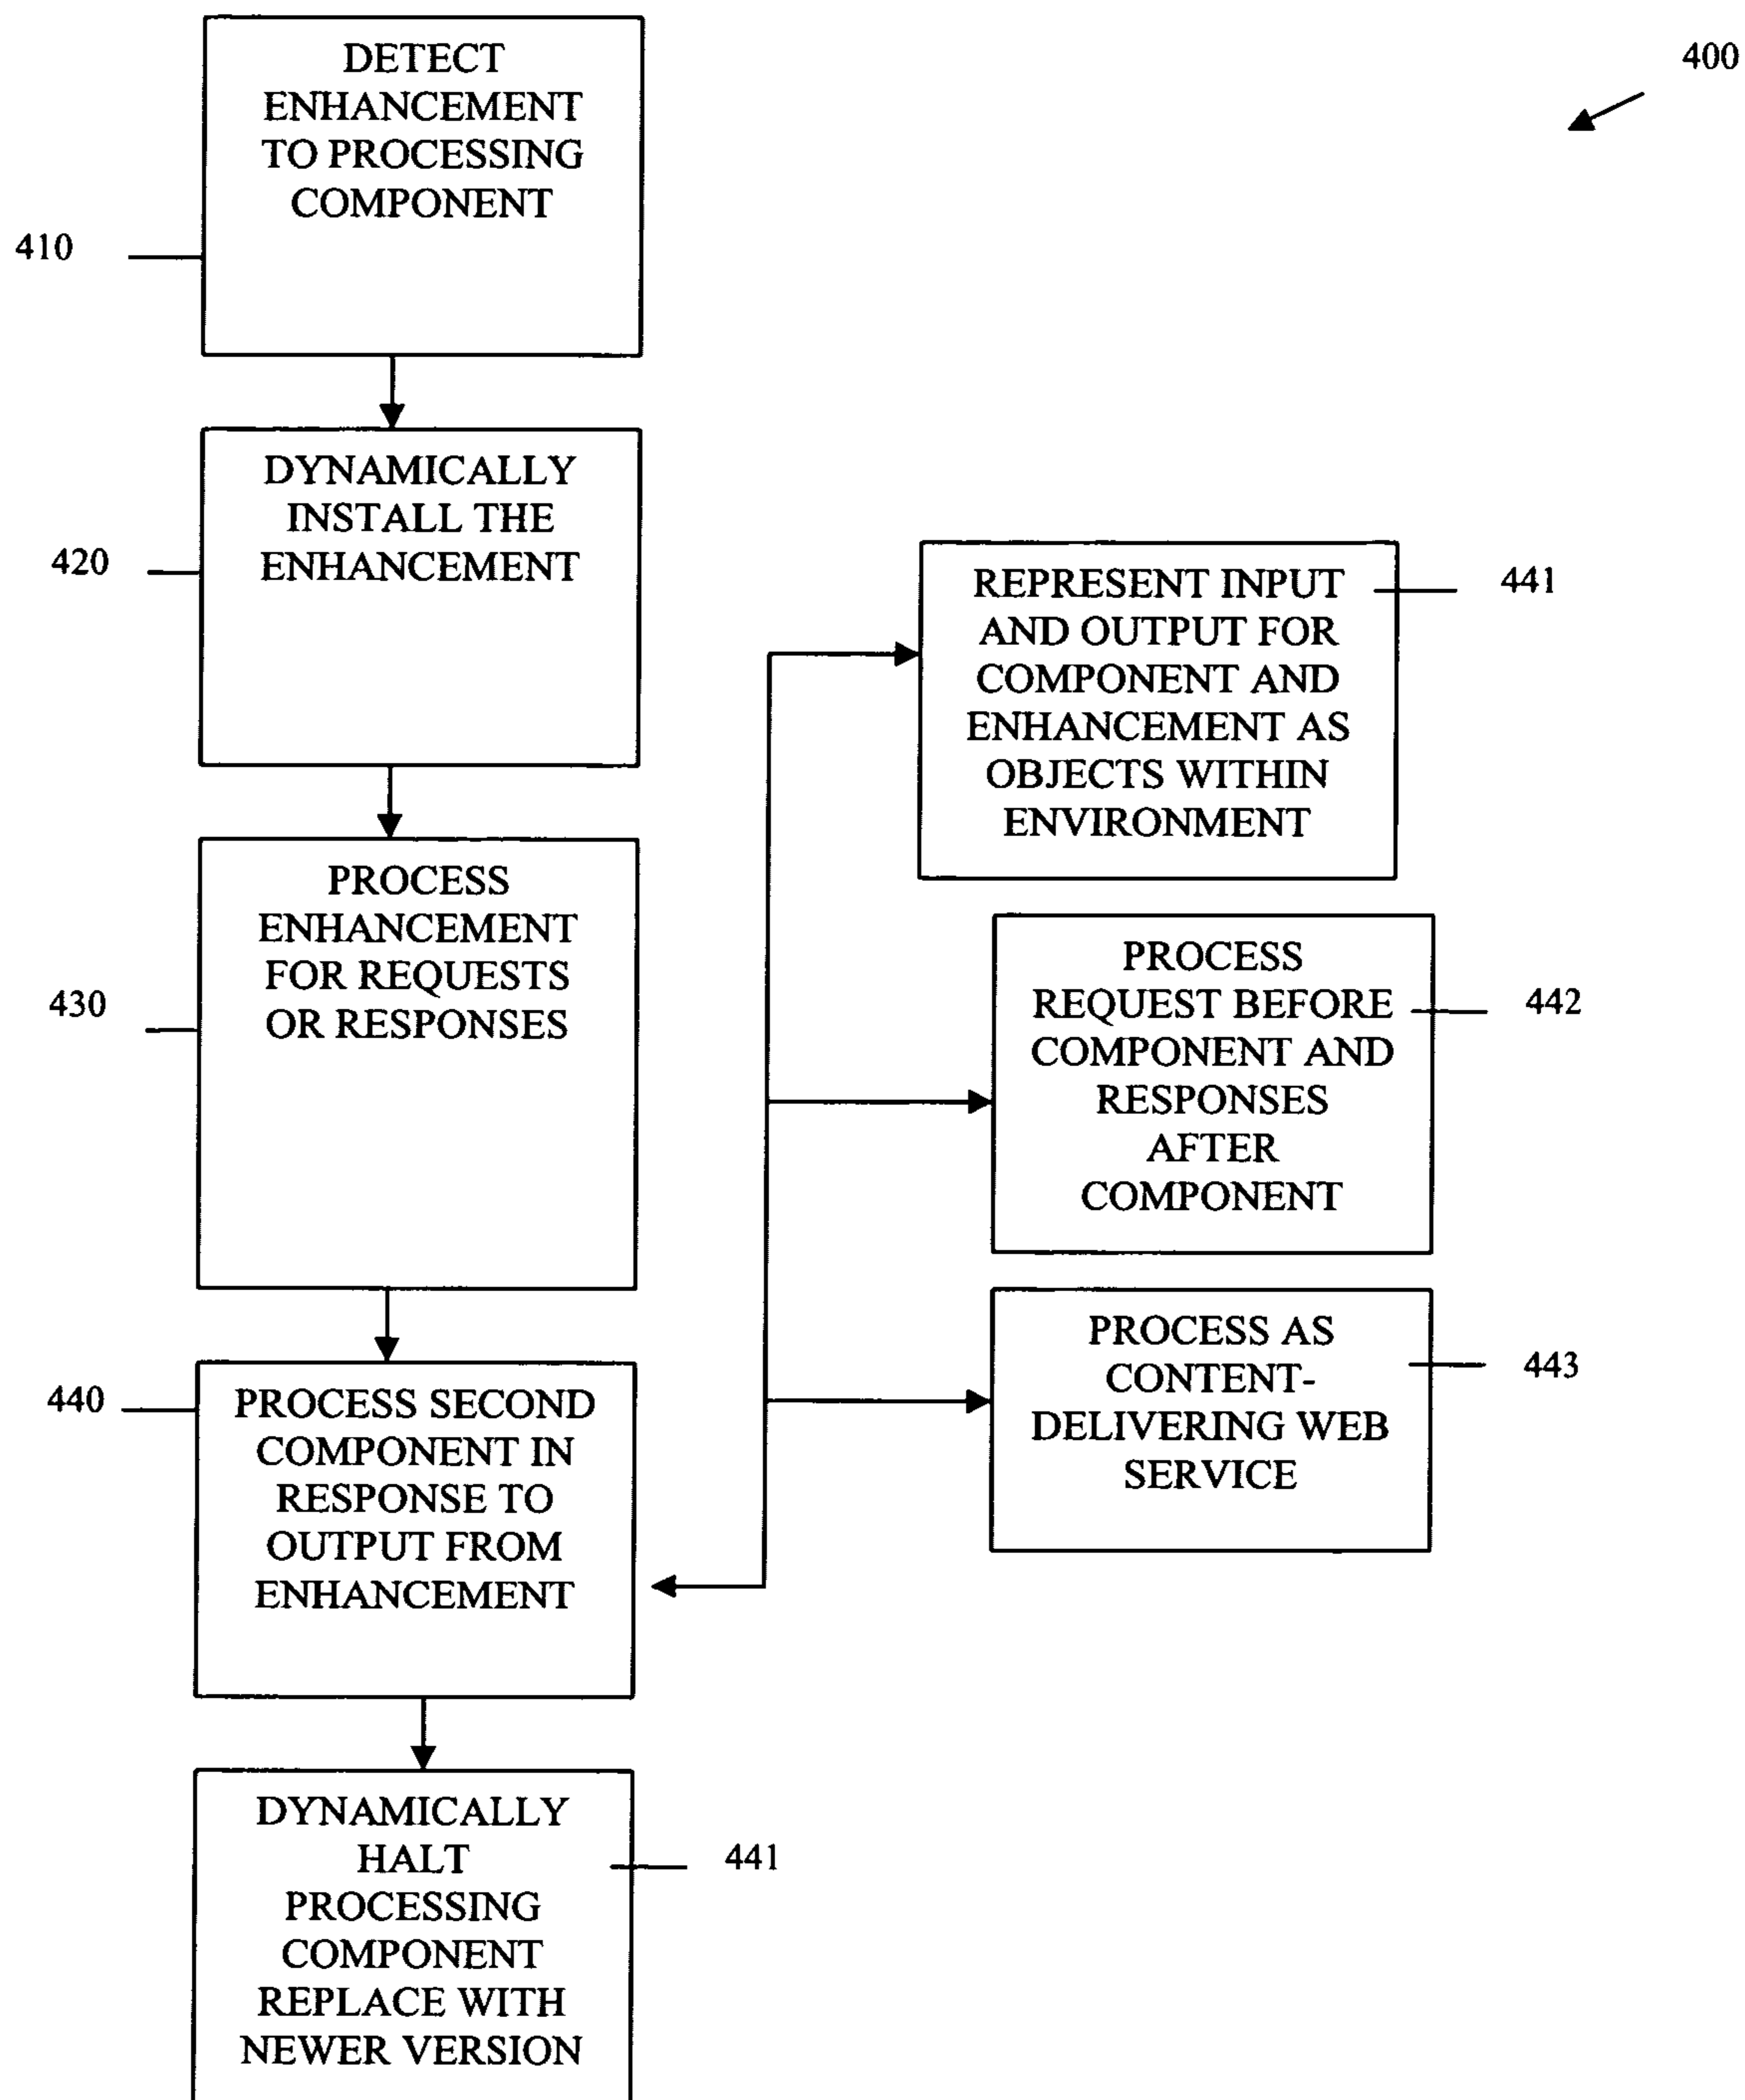 400
DETECT
ENHANCEMENT
TO PROCESSING
COMPONENT
410
DYNAMICALLY
INSTALL THE
ENHANCEMENT
420
PROCESS
ENHANCEMENT
FOR REQUESTS
OR RESPONSES
430
440
PROCESS SECOND
COMPONENT IN
RESPONSE TO
OUTPUT FROM
ENHANCEMENT
DYNAMICALLY
HALT
PROCESSING
COMPONENT
REPLACE WITH
NEWER VERSION
441
REPRESENT INPUT
AND OUTPUT FOR
COMPONENT AND
ENHANCEMENT AS
OBJECTS WITHIN
ENVIRONMENT
441
PROCESS
REQUEST BEFORE
COMPONENT AND
RESPONSES
AFTER
COMPONENT
442
PROCESS AS
CONTENT-
DELIVERING WEB
SERVICE
443